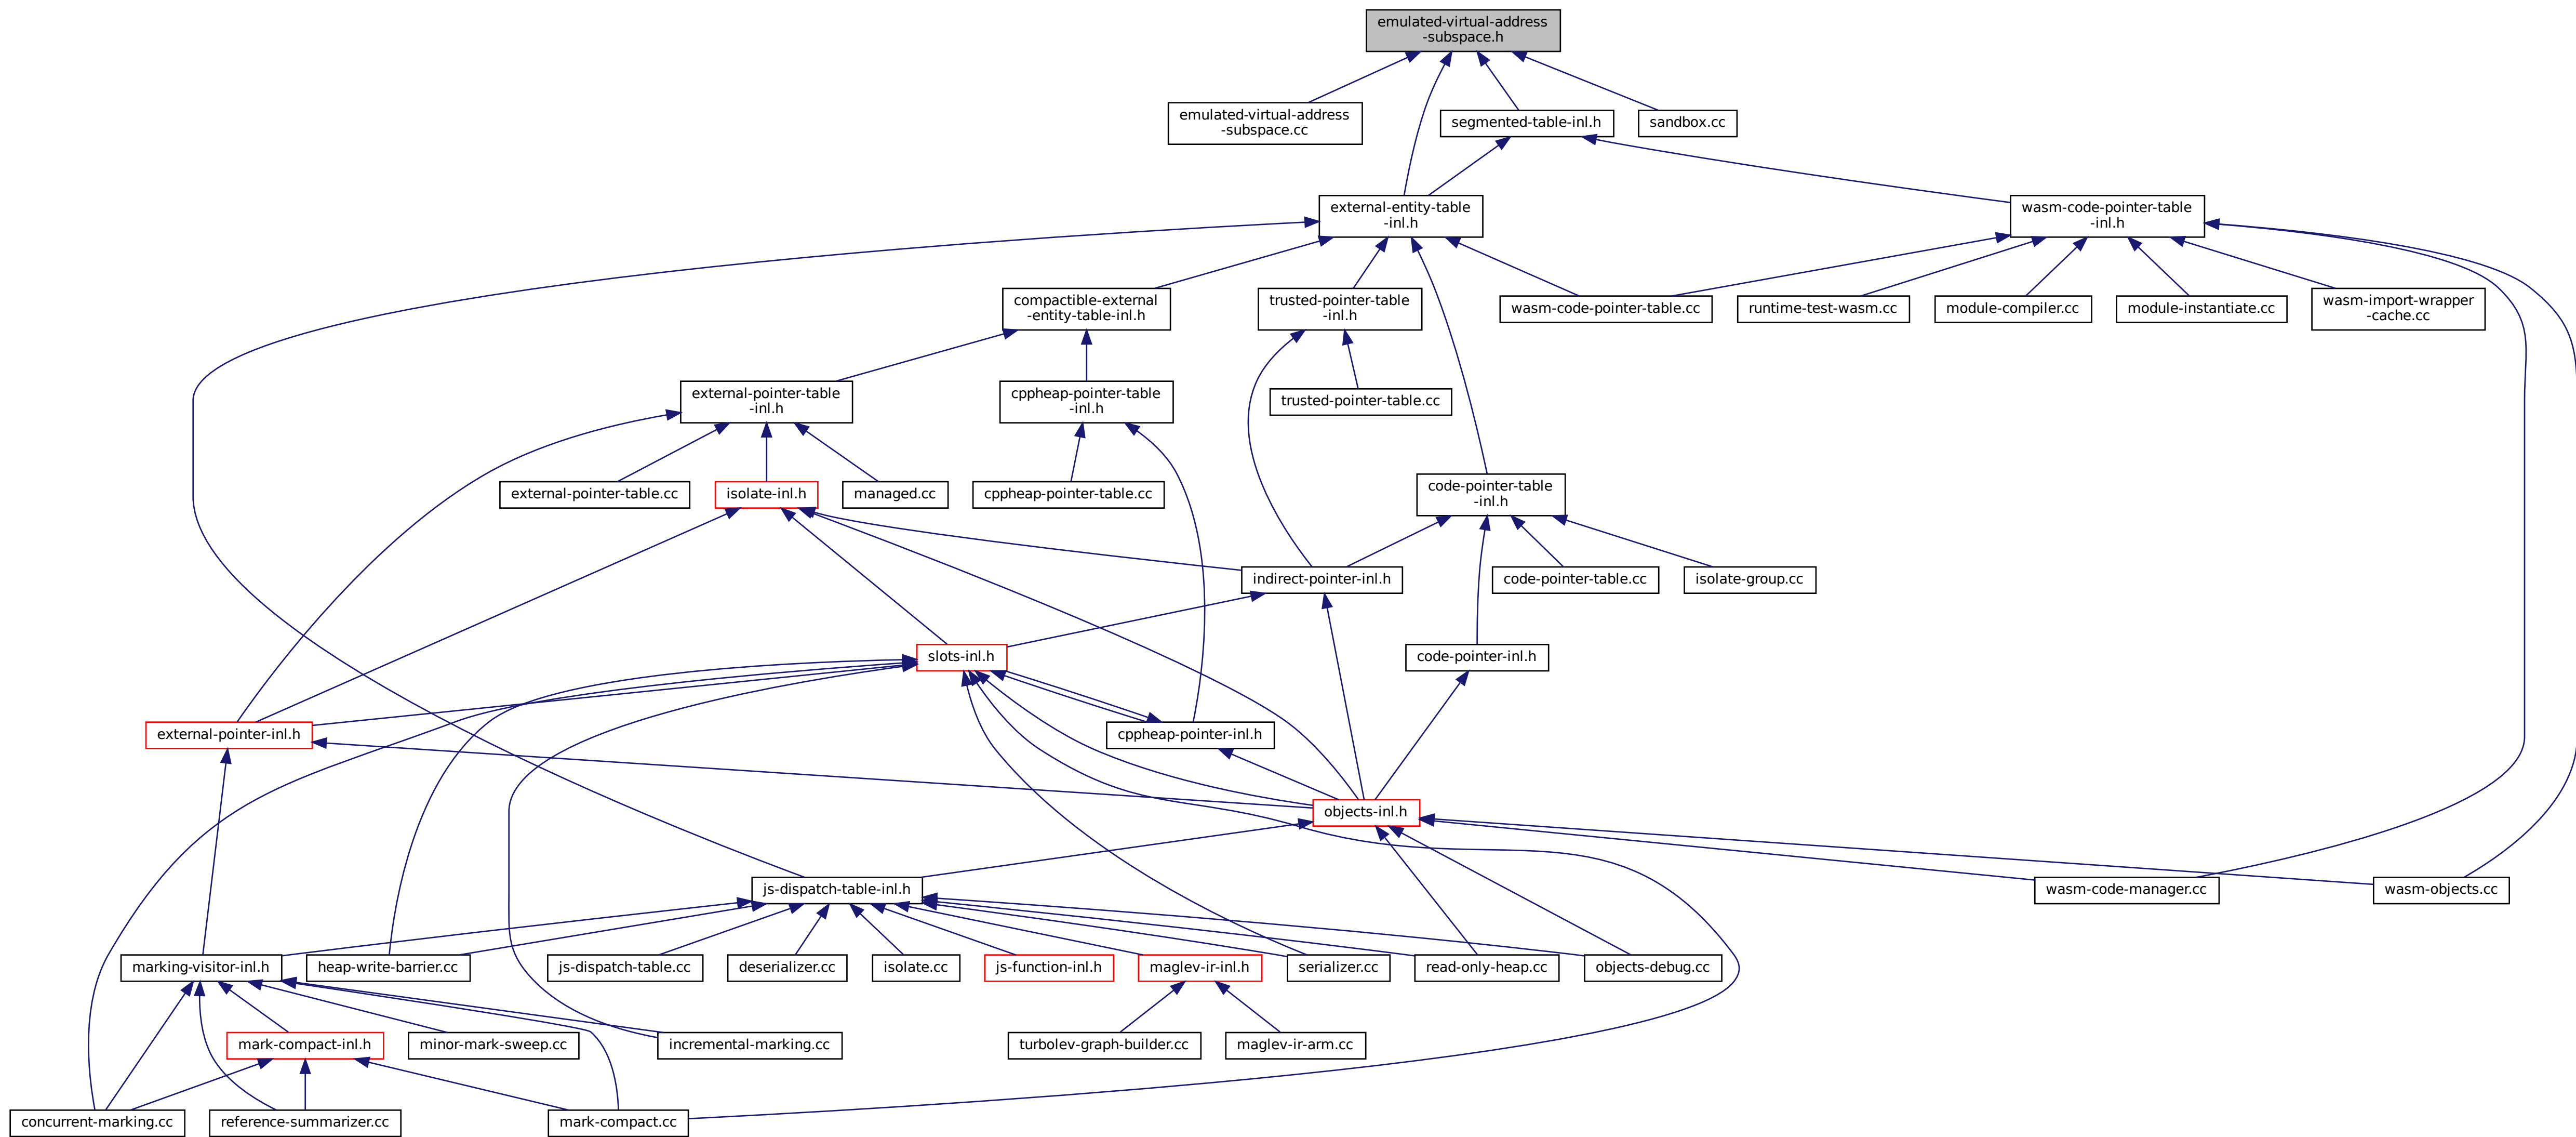 emulated-virtual-address
-subspace.h
emulated-virtual-address
-subspace.cc
segmented-table-inl.h
sandbox.cc
external-entity-table
-inl.h
wasm-code-pointer-table
-inl.h
compactible-external
-entity-table-inl.h
trusted-pointer-table
-inl.h
wasm-code-pointer-table.cc
runtime-test-wasm.cc
module-compiler.cc
module-instantiate.cc
wasm-import-wrapper
-cache.cc
external-pointer-table
-inl.h
cppheap-pointer-table
-inl.h
trusted-pointer-table.cc
external-pointer-table.cc
isolate-inl.h
managed.cc
cppheap-pointer-table.cc
code-pointer-table
-inl.h
indirect-pointer-inl.h
code-pointer-table.cc
isolate-group.cc
slots-inl.h
code-pointer-inl.h
external-pointer-inl.h
cppheap-pointer-inl.h
objects-inl.h
js-dispatch-table-inl.h
wasm-code-manager.cc
wasm-objects.cc
marking-visitor-inl.h
heap-write-barrier.cc
js-dispatch-table.cc
deserializer.cc
isolate.cc
js-function-inl.h
maglev-ir-inl.h
serializer.cc
read-only-heap.cc
objects-debug.cc
mark-compact-inl.h
minor-mark-sweep.cc
incremental-marking.cc
turbolev-graph-builder.cc
maglev-ir-arm.cc
concurrent-marking.cc
reference-summarizer.cc
mark-compact.cc